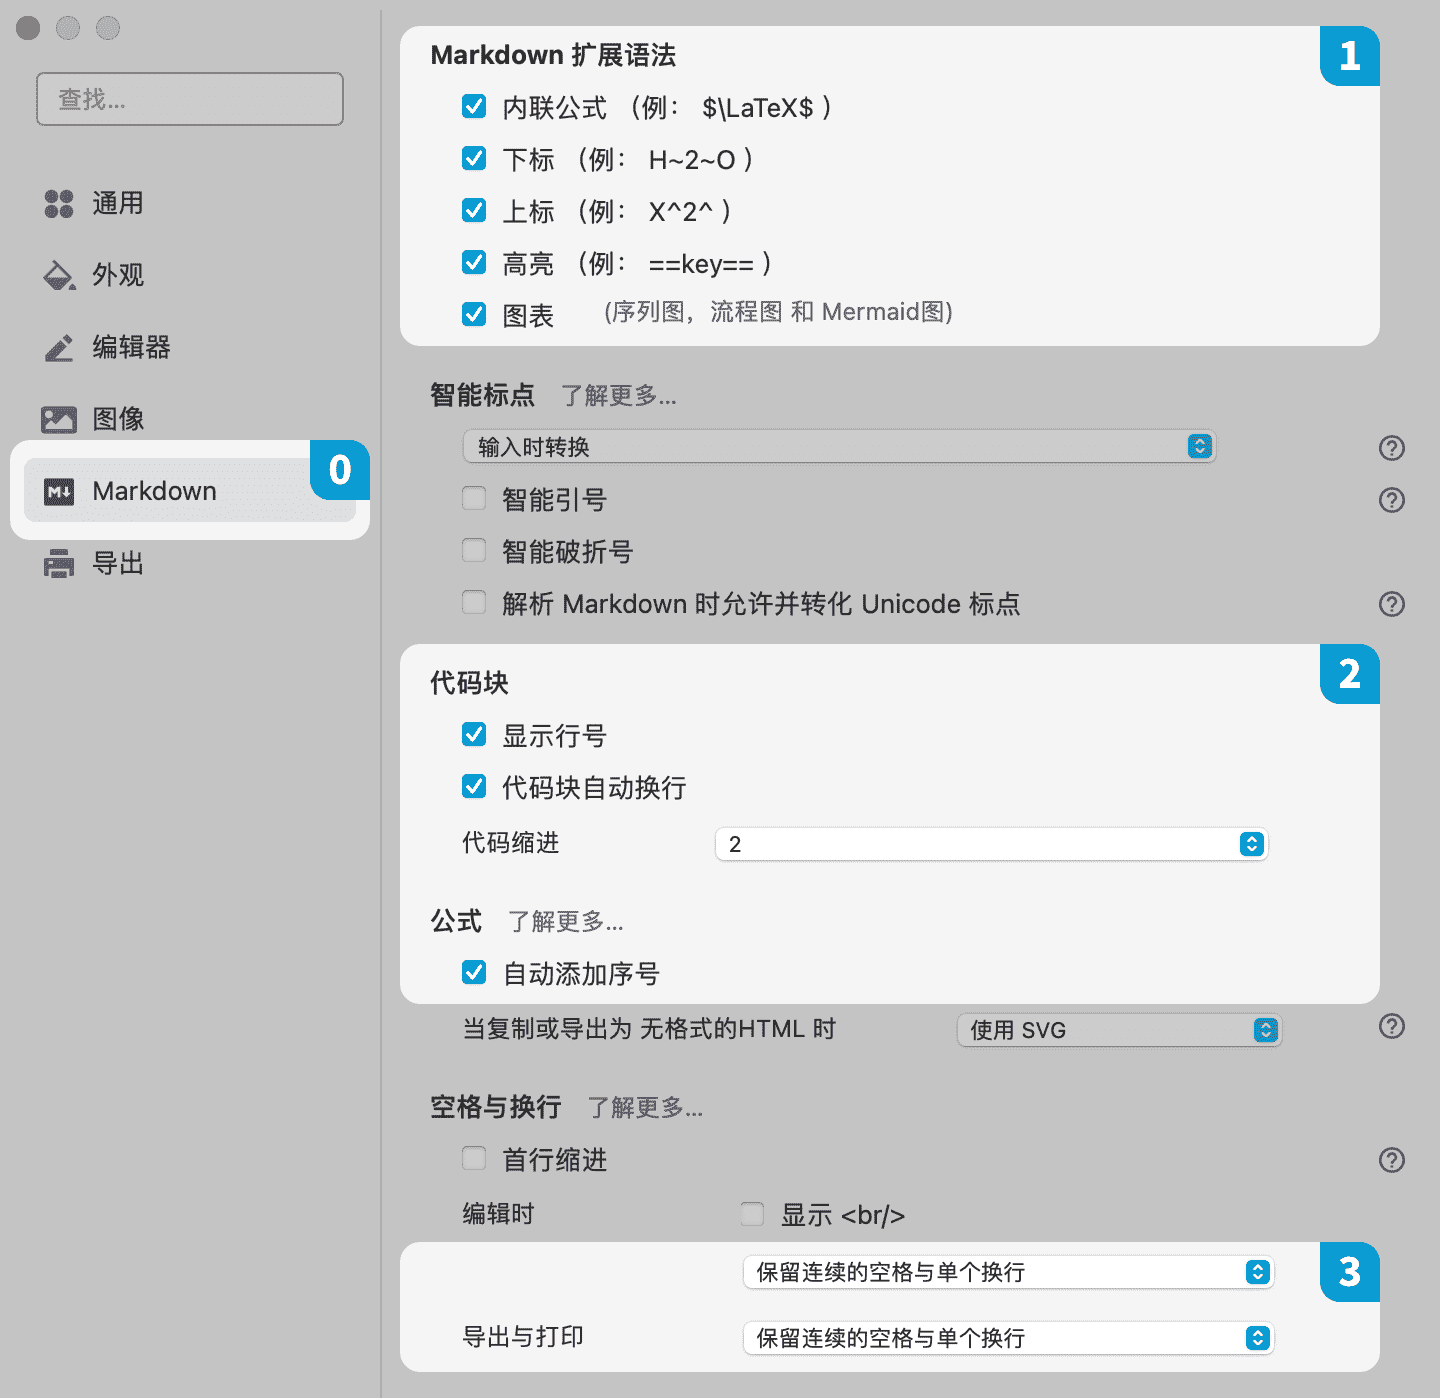 查找...
通用
外观
编辑器
图像
0
Markdown
导出
Markdown 扩展语法
1
内联公式 （例： $\LaTeX$ ）
下标 （例： H~2~O ）
上标 （例： X^2^ ）
高亮 （例： ==key== ）
图表 (序列图，流程图 和 Mermaid图)
智能标点 了解更多...
输入时转换
智能引号
智能破折号
解析 Markdown 时允许并转化 Unicode 标点
代码块
2
显示行号
代码块自动换行
代码缩进 2
公式 了解更多...
自动添加序号
当复制或导出为 无格式的HTML 时 使用 SVG
空格与换行 了解更多...
首行缩进
编辑时 显示 <br/>
保留连续的空格与单个换行
3
导出与打印 保留连续的空格与单个换行